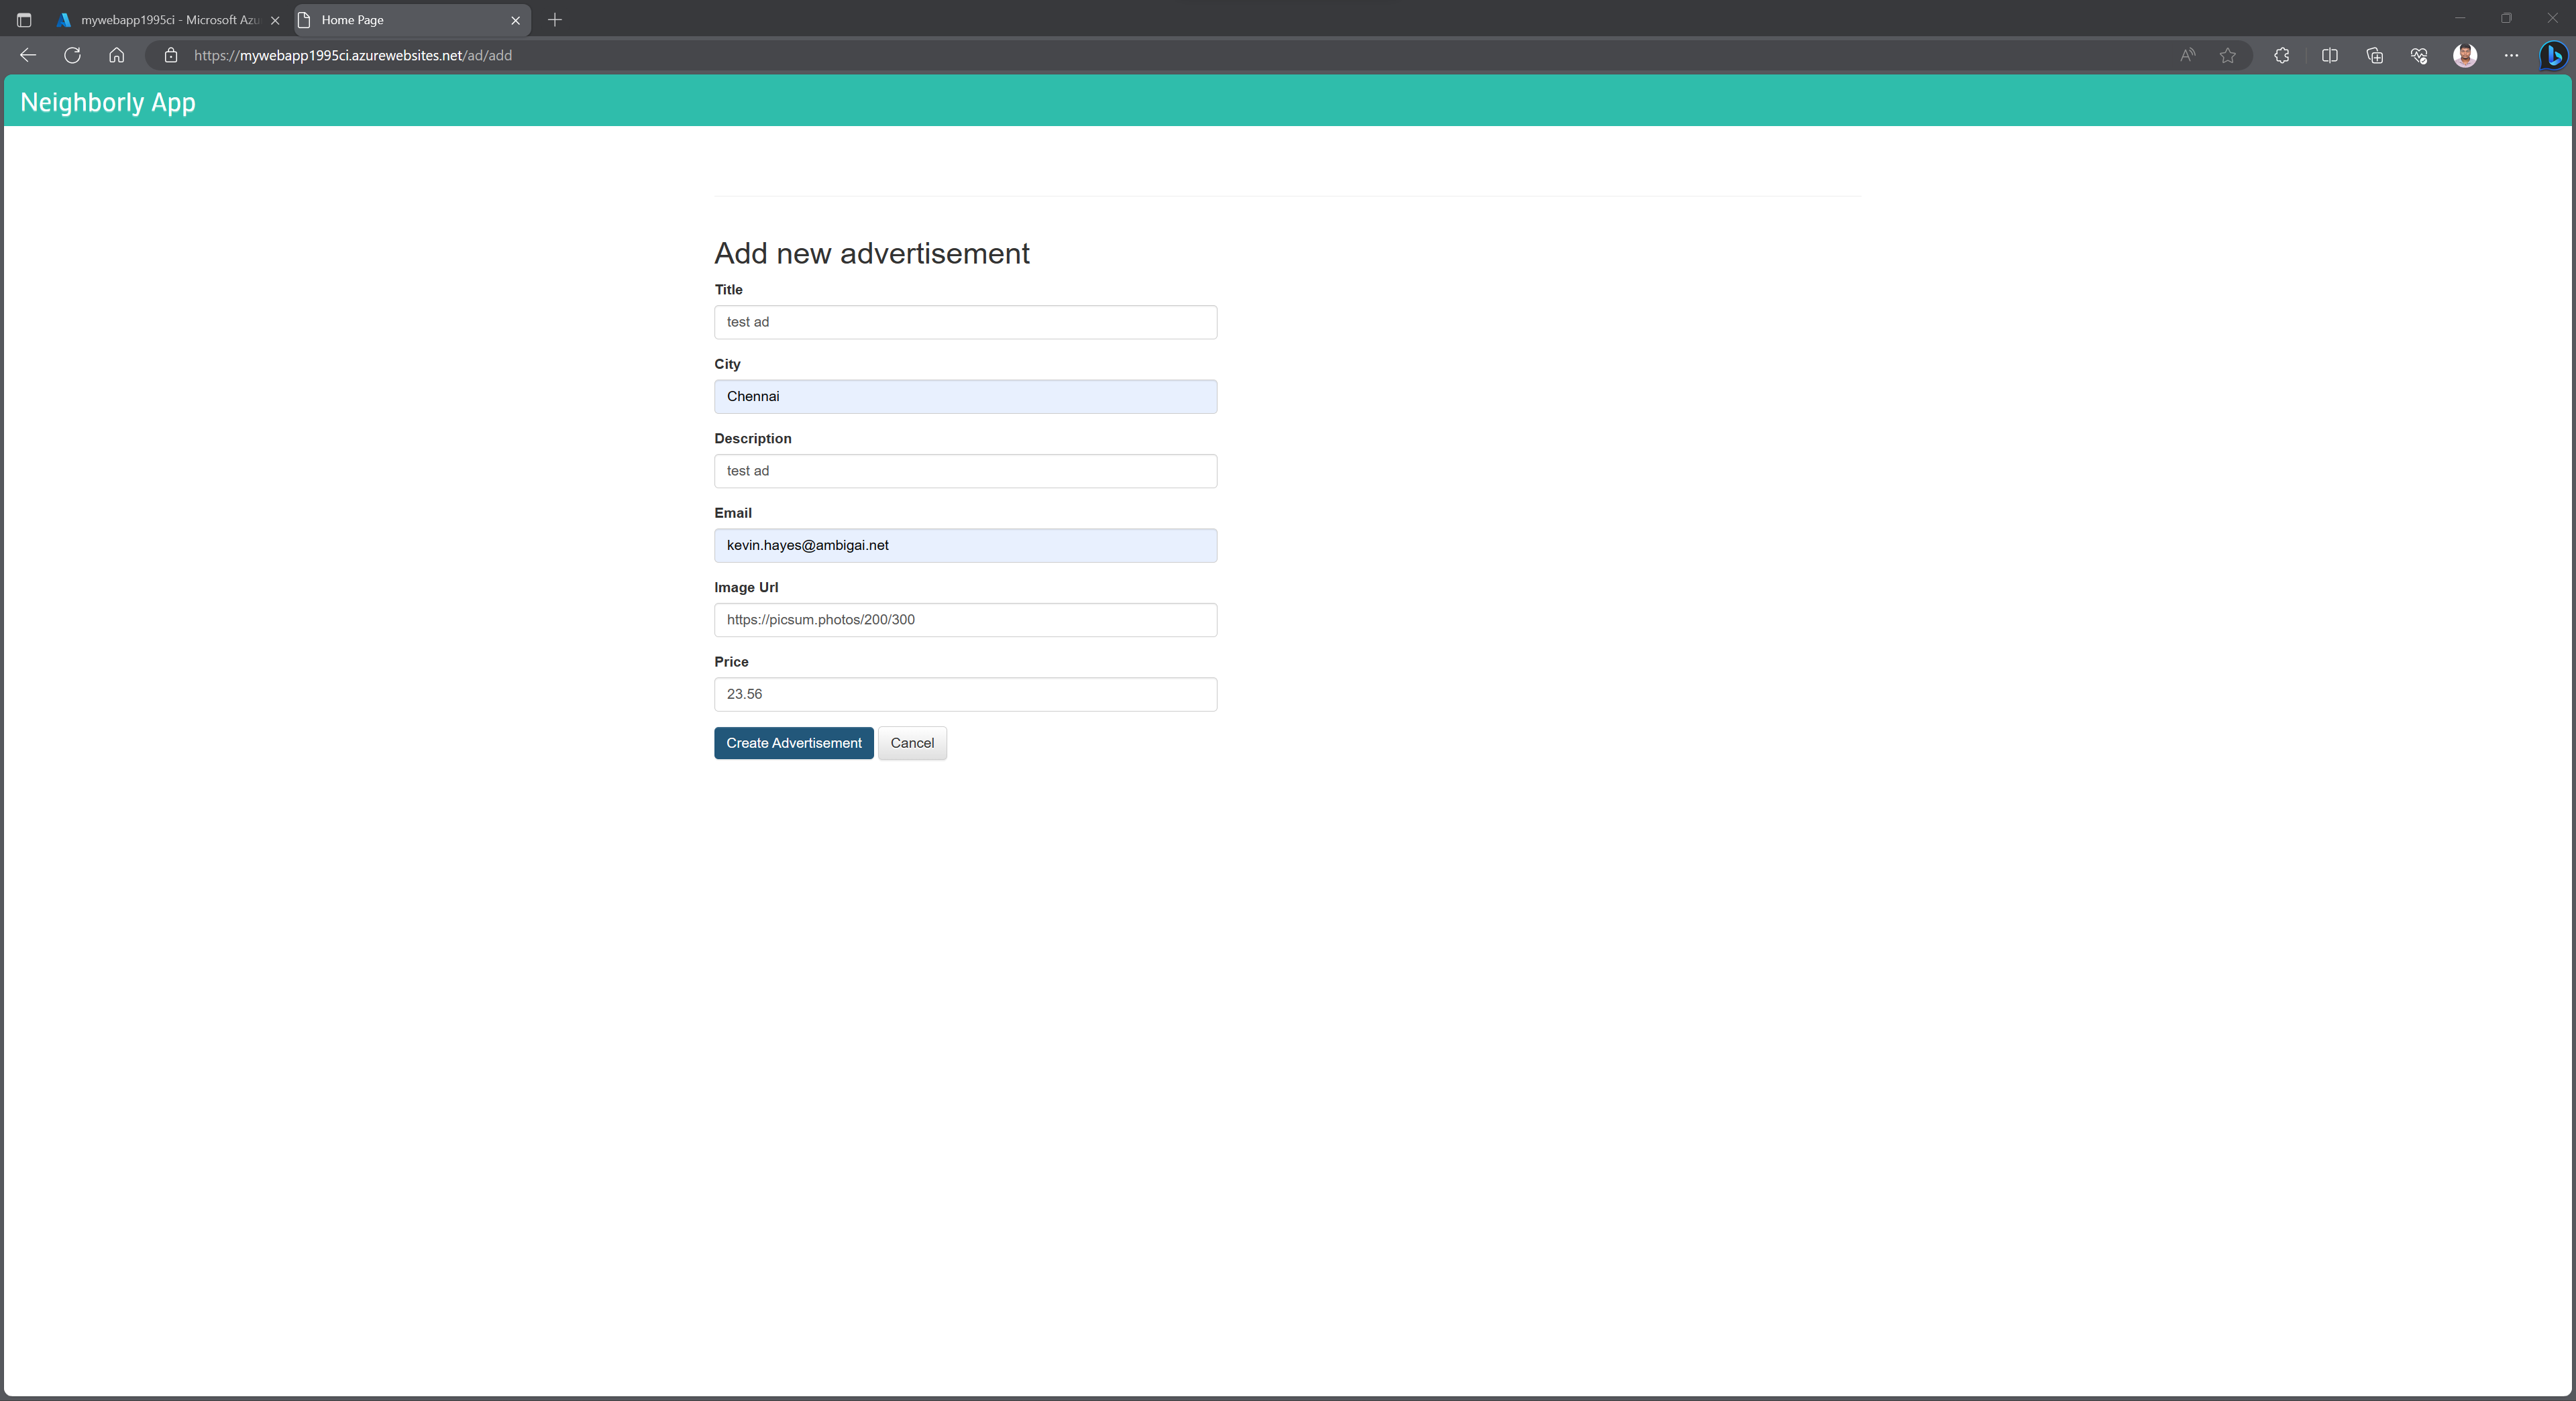 mywebapp1995ci - Microsoft Azu
Home Page
https://mywebapp1995ci.azurewebsites.net/ad/add
Neighborly App
Add new advertisement
Title
test ad
City
Chennai
Description
test ad
Email
kevin.hayes@ambigai.net
Image Url
https://picsum.photos/200/300
Price
23.56
Create Advertisement Cancel